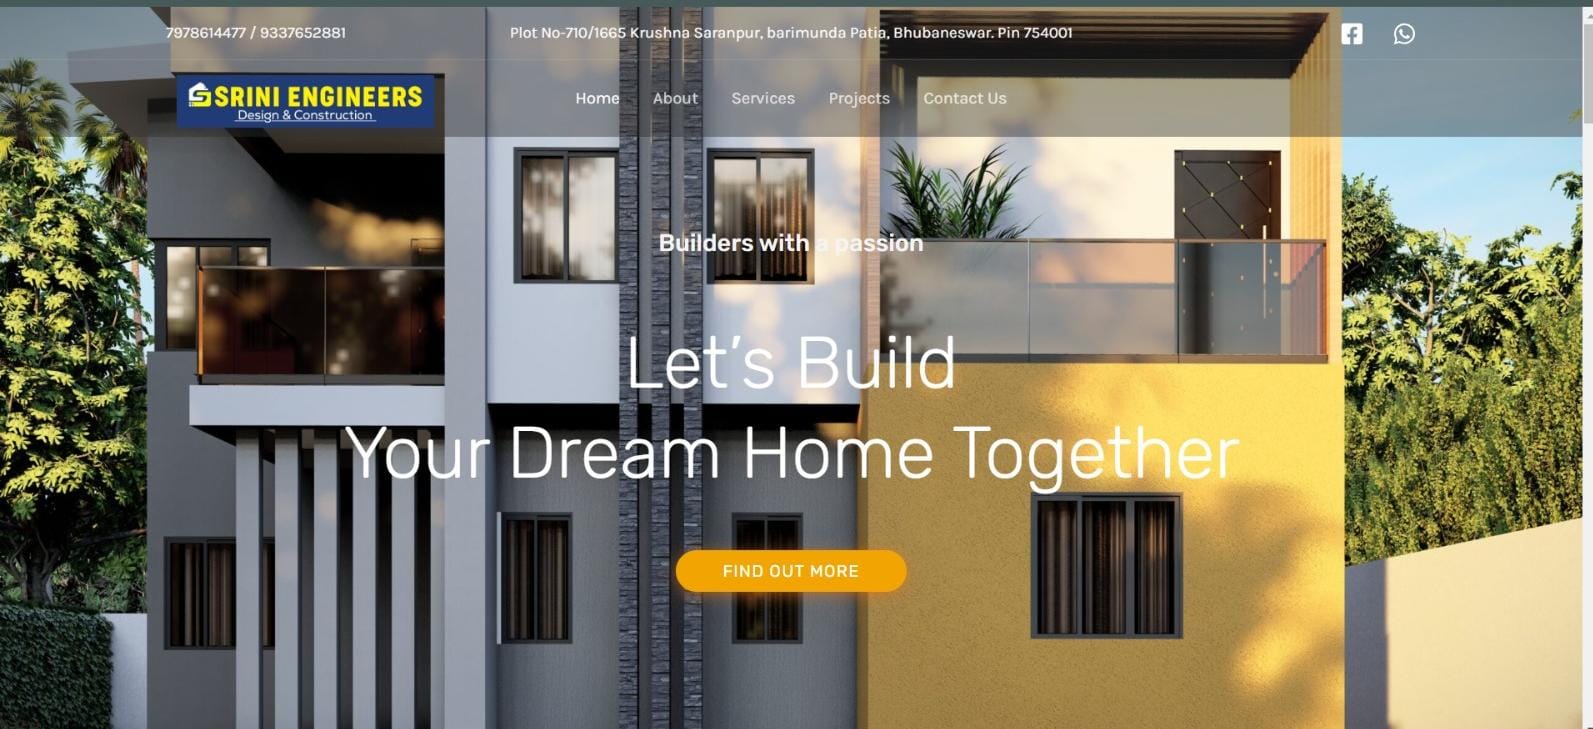 7978614477 / 9337652881
Plot No-710/1665 Krushna Saranpur, barimunda Patia, Bhubaneswar. Pin 754001
SRINI ENGINEERS
Design & Construction
Home About Services Projects Contact Us
Builders with a passion
Let's Build
Your Dream Home Together
FIND OUT MORE